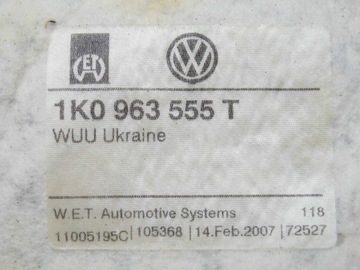 1K0 963 555 T
WUU Ukraine
W.E.T. Automotive Systems 118
11005195C 105368 14.Feb.2007 72527